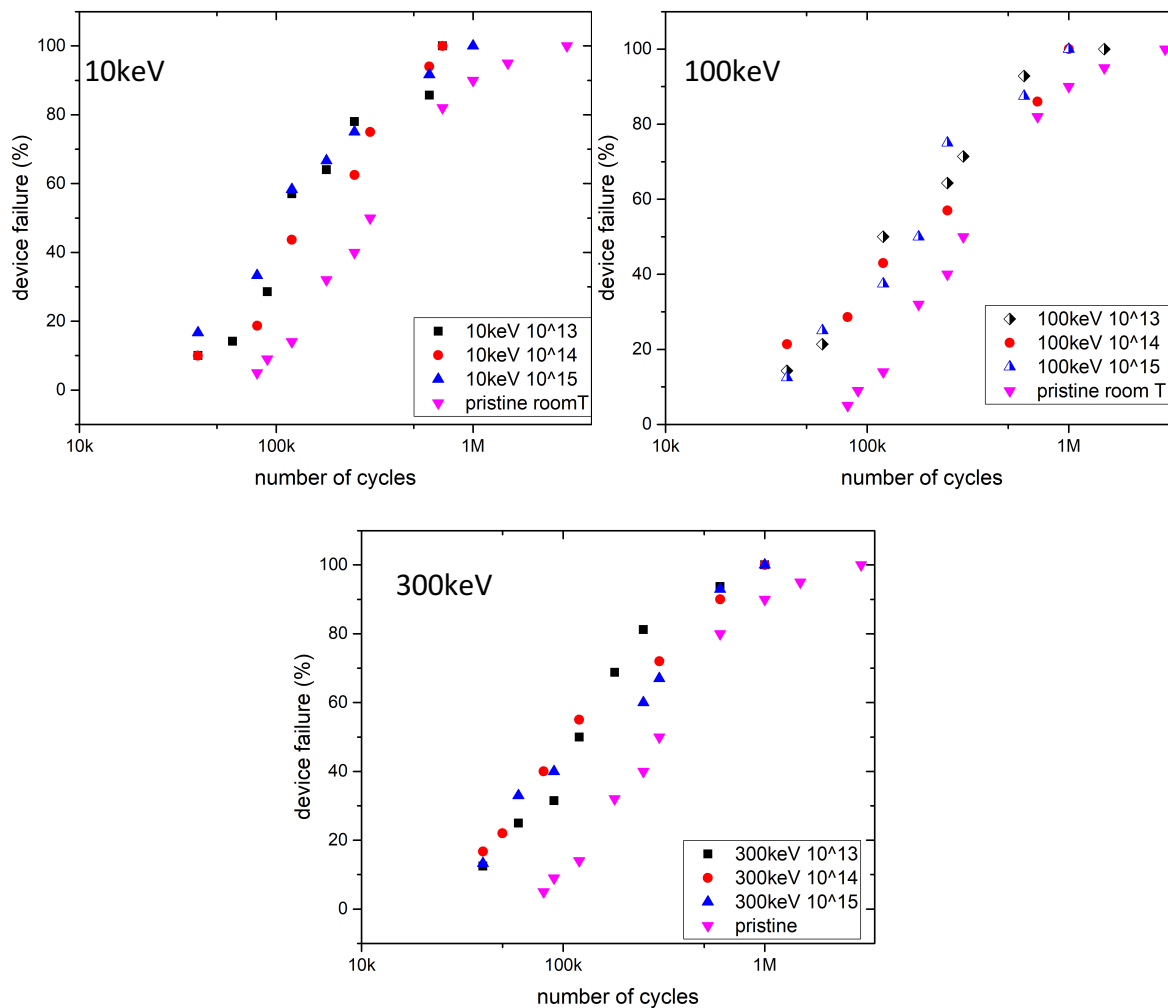 10keV
100
80
60
40
20
0
device failure (%)
10k
100k
1M
number of cycles
10keV 10^13
10keV 10^14
10keV 10^15
pristine roomT
100keV
100
80
60
40
20
0
device failure (%)
10k
100k
1M
number of cycles
100keV 10^13
100keV 10^14
100keV 10^15
pristine room T
300keV
100
80
60
40
20
0
device failure (%)
10k
100k
1M
number of cycles
300keV 10^13
300keV 10^14
300keV 10^15
pristine